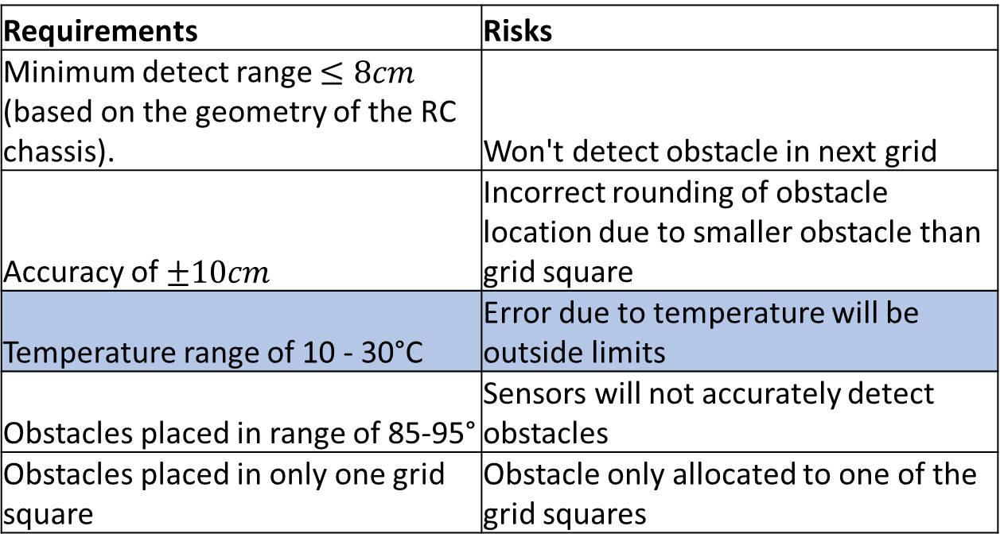 Requirements
Risks
Minimum detect range ≤ 8cm
(based on the geometry of the RC
chassis).
Won't detect obstacle in next grid
Accuracy of ±10cm
Incorrect rounding of obstacle
location due to smaller obstacle than
grid square
Temperature range of 10 - 30°C
Error due to temperature will be
outside limits
Obstacles placed in range of 85-95°
Sensors will not accurately detect
obstacles
Obstacles placed in only one grid
square
Obstacle only allocated to one of the
grid squares